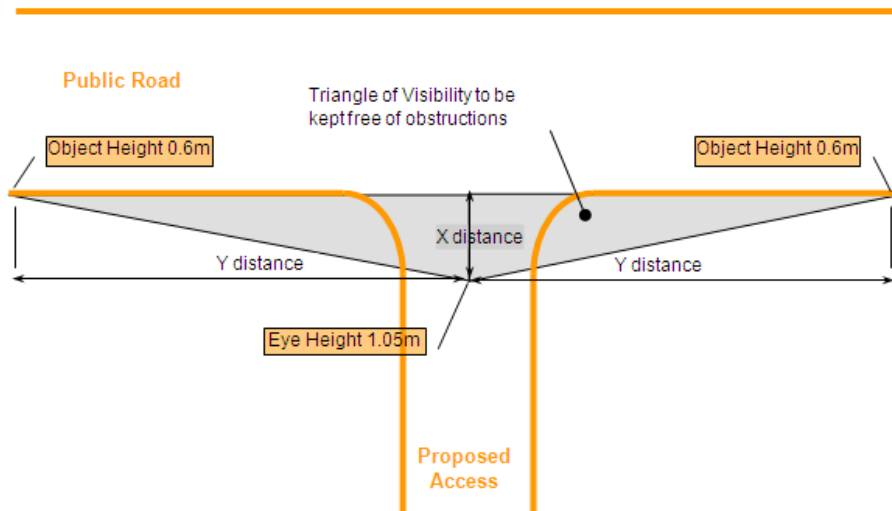 Public Road
Triangle of Visibility to be
kept free of obstructions
Object Height 0.6m
Object Height 0.6m
X distance
Y distance
Y distance
Eye Height 1.05m
Proposed
Access